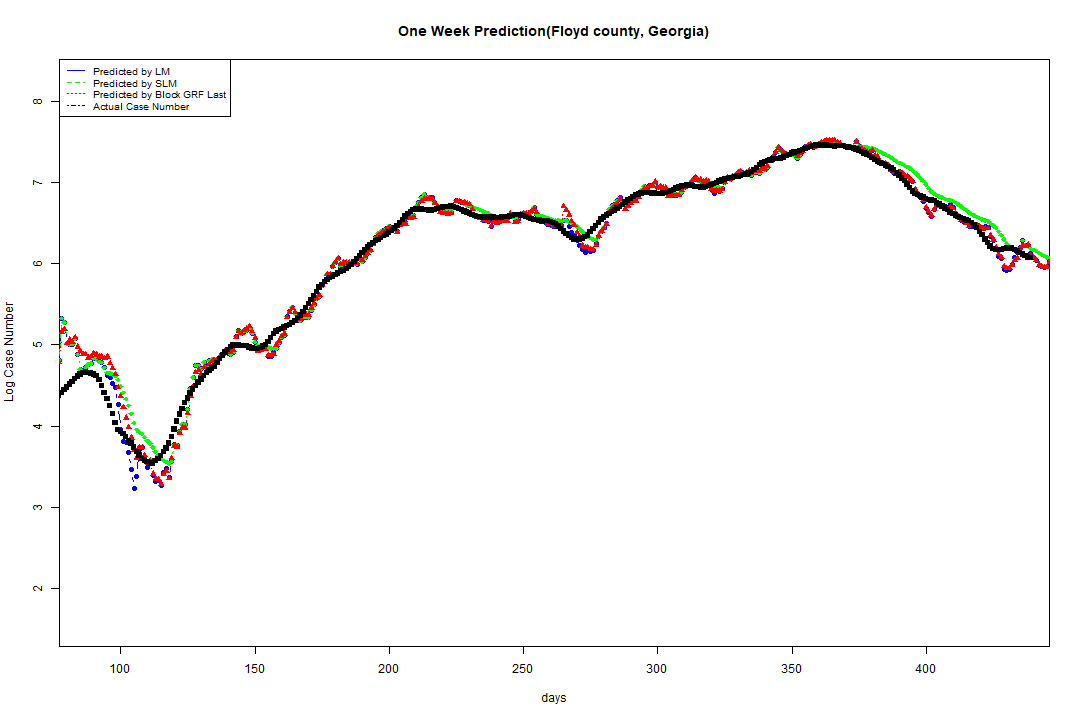 One Week Prediction(Floyd county, Georgia)
Predicted by LM
Predicted by SLM
Predicted by Block GRF Last
Actual Case Number
Log Case Number
8
7
6
5
4
3
2
100 150 200 250 300 350 400
days